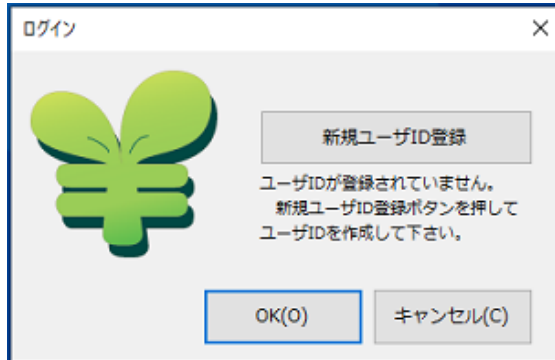 ログイン
新規ユーザID登録
ユーザIDが登録されていません。
新規ユーザID登録ボタンを押して
ユーザIDを作成して下さい。
OK(O)
キャンセル(C)